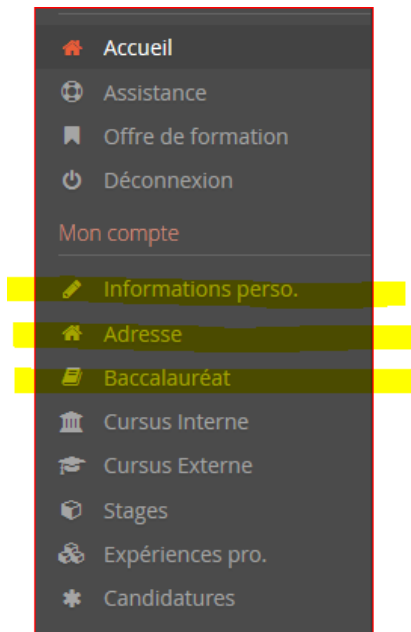 Accueil
Assistance
Offre de formation
Déconnexion
Mon compte
Informations perso.
Adresse
Baccalauréat
Cursus Interne
Cursus Externe
Stages
Expériences pro.
Candidatures